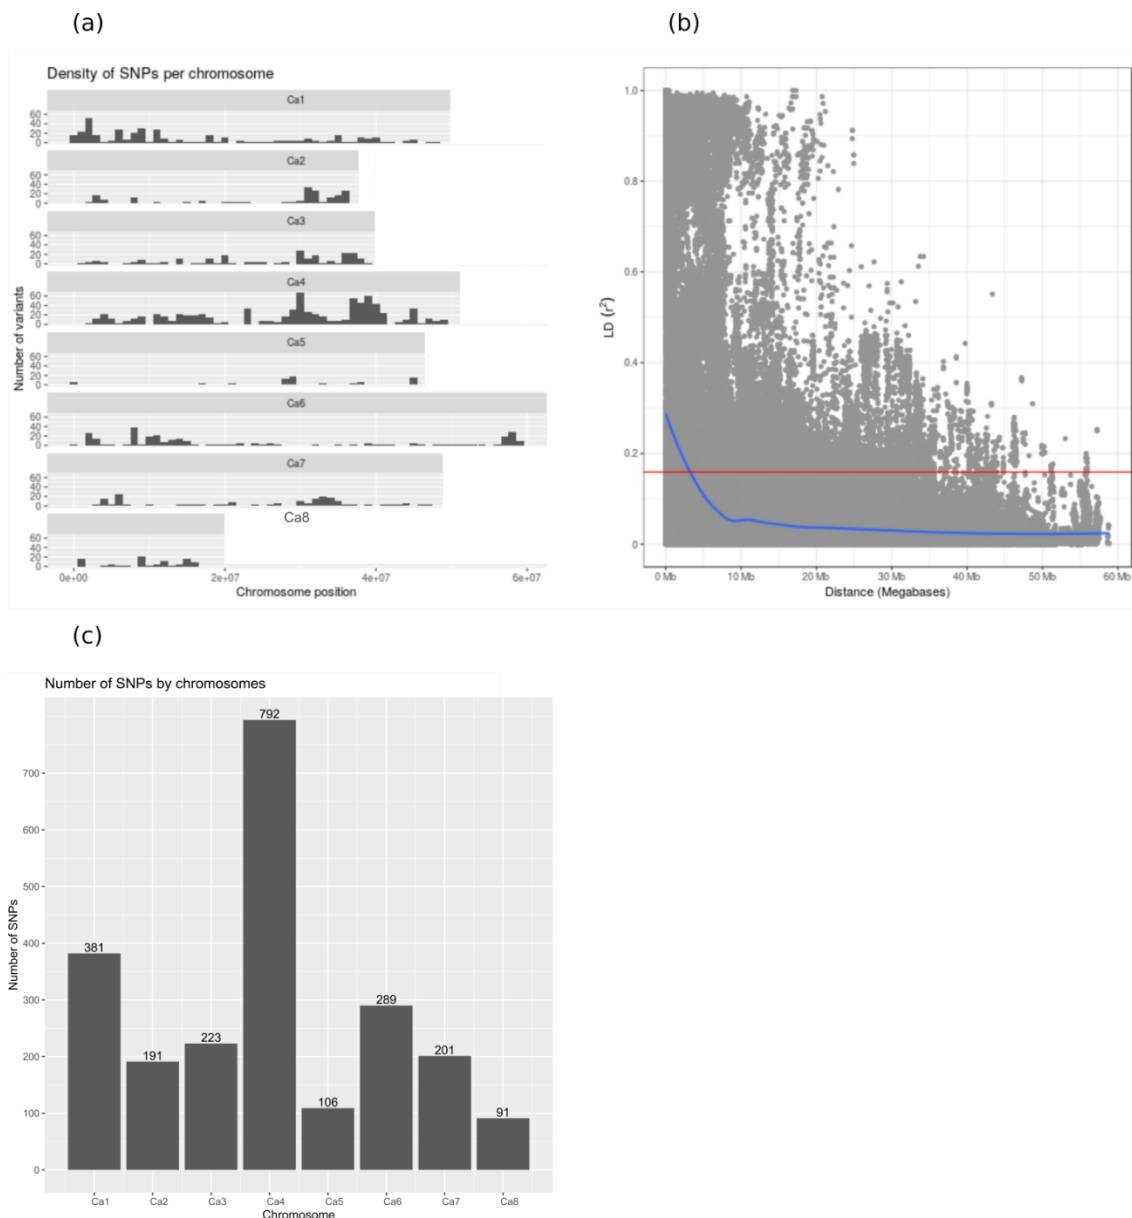 (a)
Density of SNPs per chromosome
Number of variants
Ca1
60
40
20
0
Ca2
60
40
20
0
Ca3
60
40
20
0
Ca4
60
40
20
0
Ca5
60
40
20
0
Ca6
60
40
20
0
Ca7
60
40
20
0
Ca8
60
40
20
0
0e+00 2e+07 4e+07 6e+07
Chromosome position
(b)
LD (r²)
1.0
0.8
0.6
0.4
0.2
0
0 Mb 10 Mb 20 Mb 30 Mb 40 Mb 50 Mb 60 Mb
Distance (Megabases)
(c)
Number of SNPs by chromosomes
Number of SNPs
700
600
500
400
300
200
100
0
381 191 223 792 106 289 201 91
Ca1 Ca2 Ca3 Ca4 Ca5 Ca6 Ca7 Ca8
Chromosome